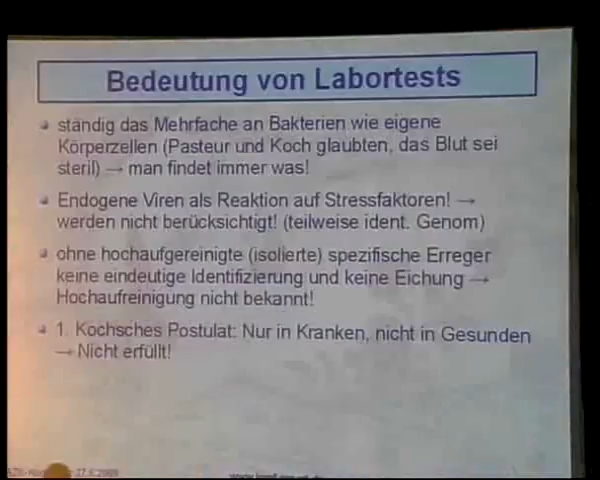 Bedeutung von Labortests
ständig das Mehrfache an Bakterien wie eigene
Körperzellen (Pasteur und Koch glaubten, das Blut sei
steril) → man findet immer was!
Endogene Viren als Reaktion auf Stressfaktoren! →
werden nicht berücksichtigt! (teilweise ident. Genom)
ohne hochaufgereinigte (isolierte) spezifische Erreger
keine eindeutige Identifizierung und keine Eichung →
Hochaufreinigung nicht bekannt!
1. Kochsches Postulat: Nur in Kranken, nicht in Gesunden
→ Nicht erfüllt!